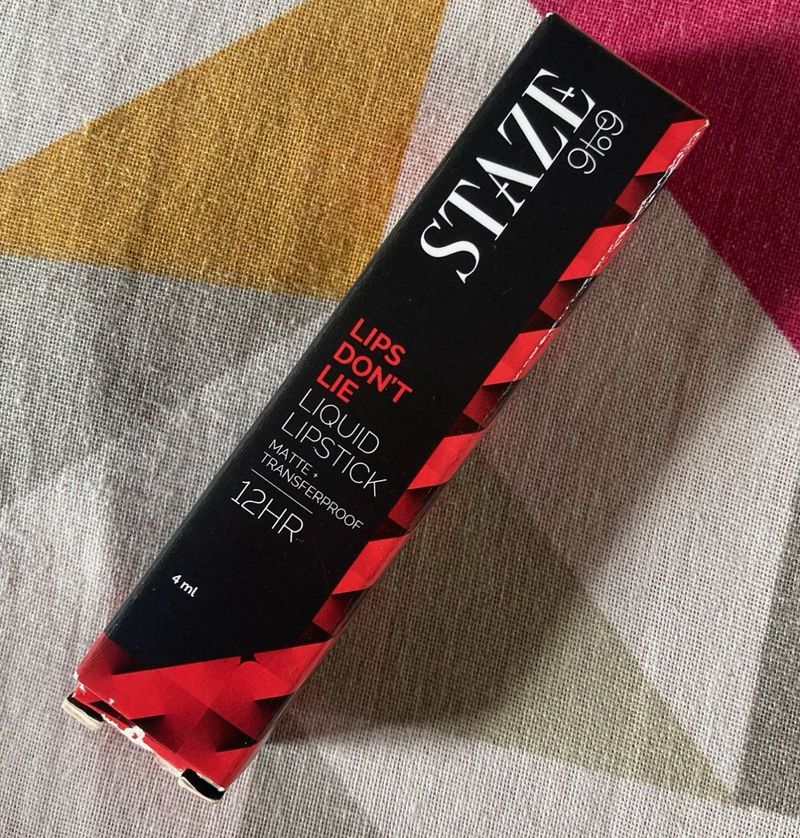 STAZE
9to9
LIPS
DON'T
LIE
LIQUID
LIPSTICK
MATTE +
TRANSFERPROOF
12HR
4 ml